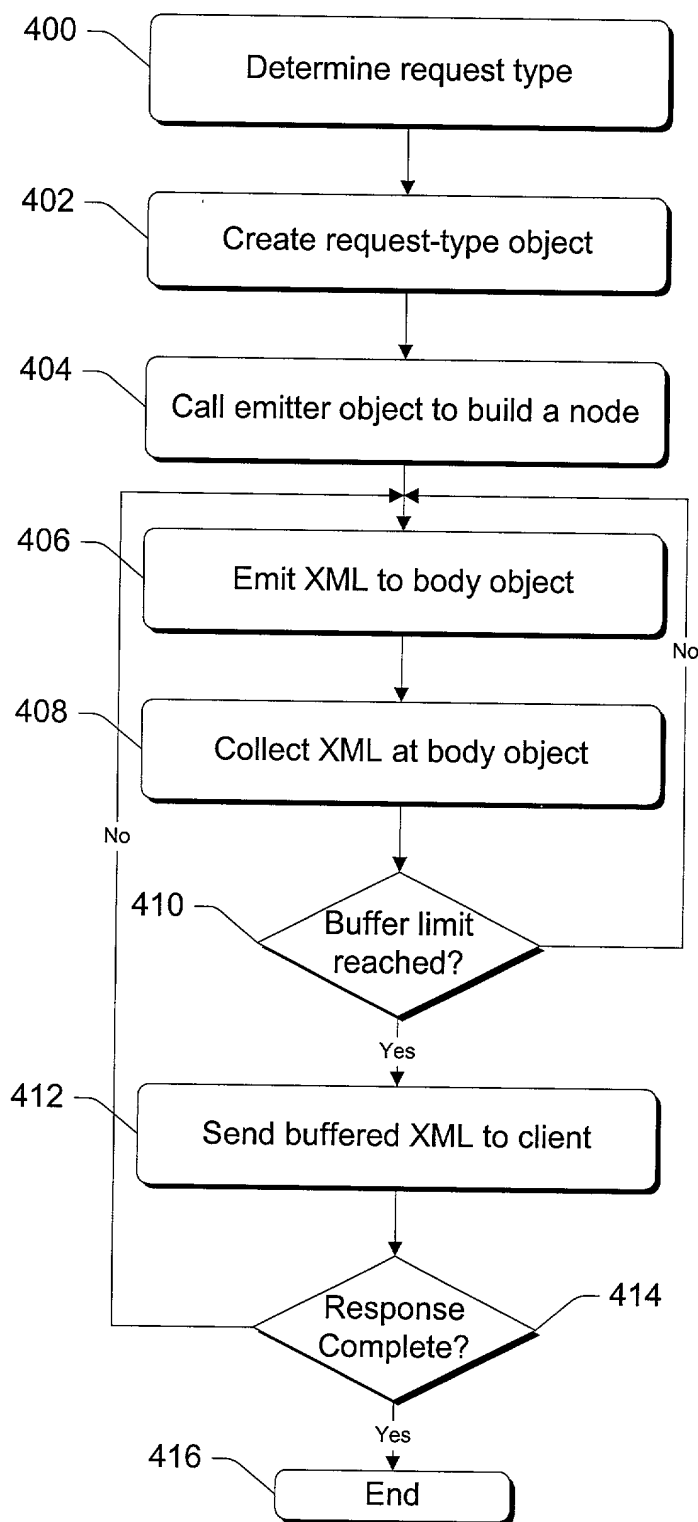 400
Determine request type
402
Create request-type object
404
Call emitter object to build a node
406
Emit XML to body object
No
408
Collect XML at body object
No
410
Buffer limit
reached?
Yes
412
Send buffered XML to client
414
Response
Complete?
Yes
416
End